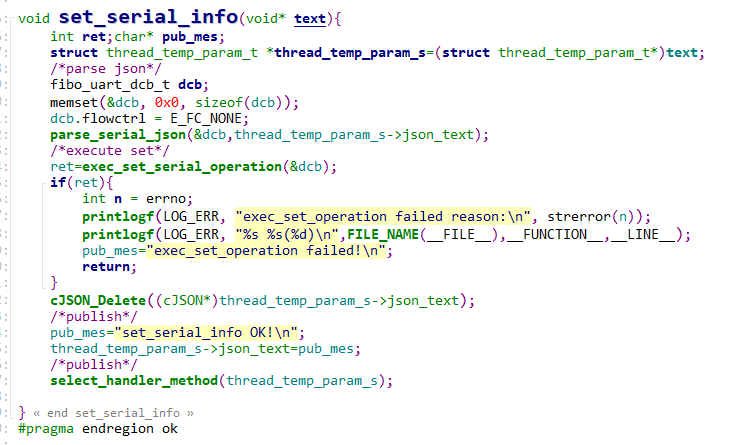 void set_serial_info(void* text){
int ret;char* pub_mes;
struct thread_temp_param_t *thread_temp_param_s=(struct thread_temp_param_t*)text;
/*parse json*/
fibo_uart_dcb_t dcb;
memset(&dcb, 0x0, sizeof(dcb));
dcb.flowctrl = E_FC_NONE;
parse_serial_json(&dcb,thread_temp_param_s->json_text);
/*execute set*/
ret=exec_set_serial_operation(&dcb);
if(ret){
int n = errno;
printlogf(LOG_ERR, "exec_set_operation failed reason:\n", strerror(n));
printlogf(LOG_ERR, "%s %s(%d)\n",FILE_NAME(__FILE__),__FUNCTION__,__LINE__);
pub_mes="exec_set_operation failed!\n";
return;
}
cJSON_Delete((cJSON*)thread_temp_param_s->json_text);
/*publish*/
pub_mes="set_serial_info OK!\n";
thread_temp_param_s->json_text=pub_mes;
/*publish*/
select_handler_method(thread_temp_param_s);
} « end set_serial_info »
#pragma endregion ok